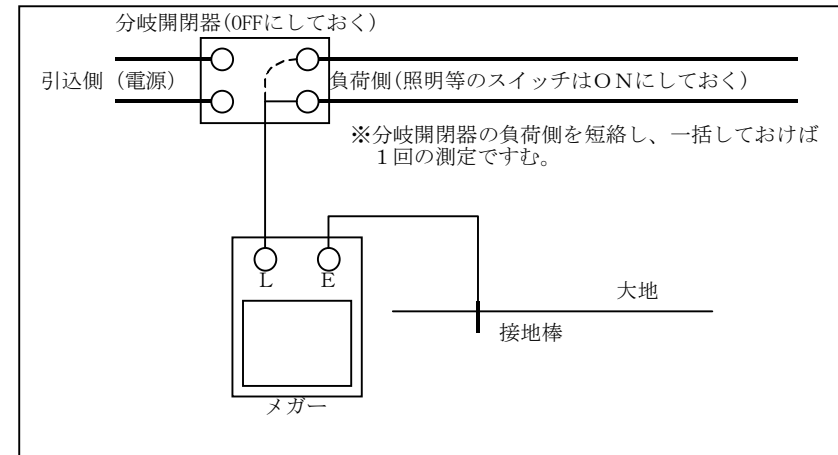 分岐開閉器(OFFにしておく)
引込側（電源）
負荷側(照明等のスイッチはＯＮにしておく)
※分岐開閉器の負荷側を短絡し、一括しておけば
１回の測定ですむ。
L
E
大地
接地棒
メガー